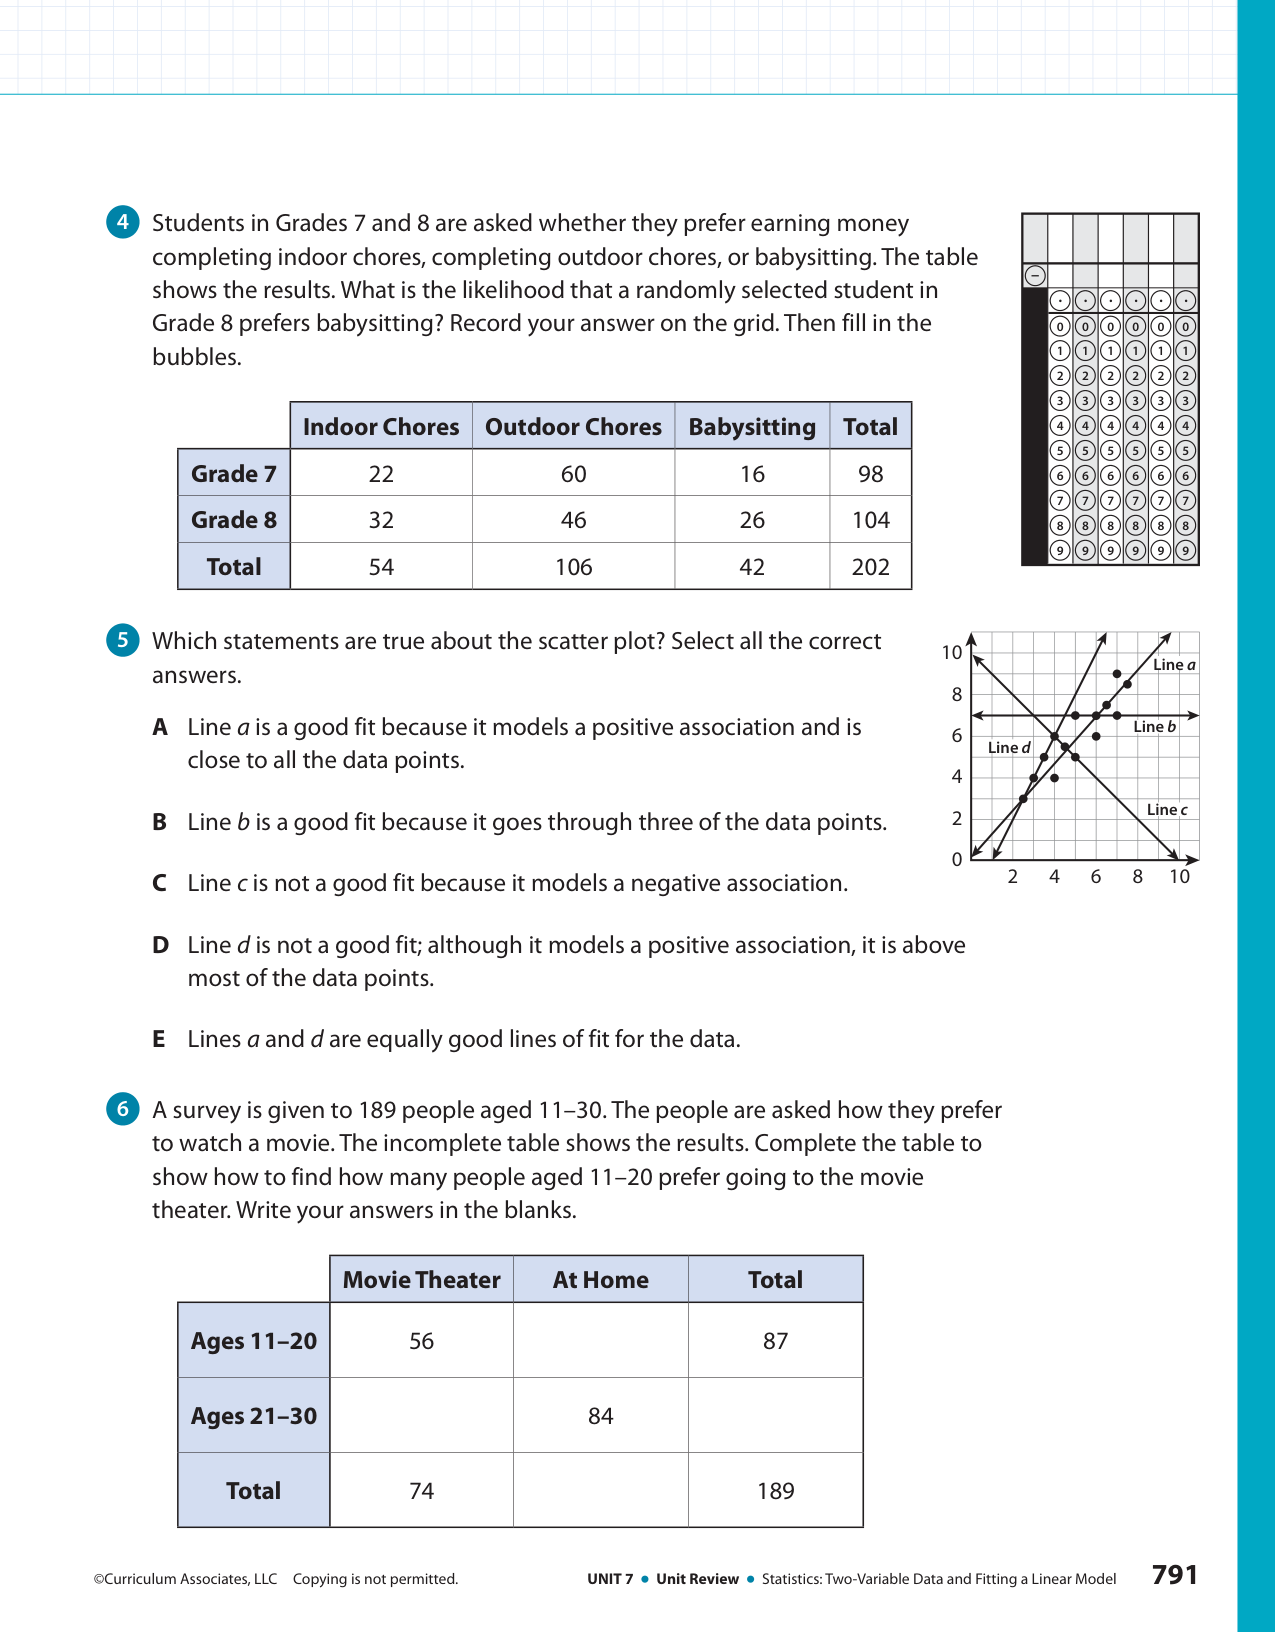 4 Students in Grades 7 and 8 are asked whether they prefer earning money
completing indoor chores, completing outdoor chores, or babysitting. The table
shows the results. What is the likelihood that a randomly selected student in
Grade 8 prefers babysitting? Record your answer on the grid. Then fill in the
bubbles.
Indoor Chores Outdoor Chores Babysitting Total
Grade 7 22 60 16 98
Grade 8 32 46 26 104
Total 54 106 42 202
–
. . . . . .
0 0 0 0 0 0
1 1 1 1 1 1
2 2 2 2 2 2
3 3 3 3 3 3
4 4 4 4 4 4
5 5 5 5 5 5
6 6 6 6 6 6
7 7 7 7 7 7
8 8 8 8 8 8
9 9 9 9 9 9
5 Which statements are true about the scatter plot? Select all the correct
answers.
A Line a is a good fit because it models a positive association and is
close to all the data points.
B Line b is a good fit because it goes through three of the data points.
C Line c is not a good fit because it models a negative association.
D Line d is not a good fit; although it models a positive association, it is above
most of the data points.
E Lines a and d are equally good lines of fit for the data.
10
Line a
8
Line b
6
Line d
4
Line c
2
0
2 4 6 8 10
6 A survey is given to 189 people aged 11–30. The people are asked how they prefer
to watch a movie. The incomplete table shows the results. Complete the table to
show how to find how many people aged 11–20 prefer going to the movie
theater. Write your answers in the blanks.
Movie Theater At Home Total
Ages 11–20 56 87
Ages 21–30 84
Total 74 189
©Curriculum Associates, LLC Copying is not permitted.
UNIT 7 • Unit Review • Statistics: Two-Variable Data and Fitting a Linear Model 791